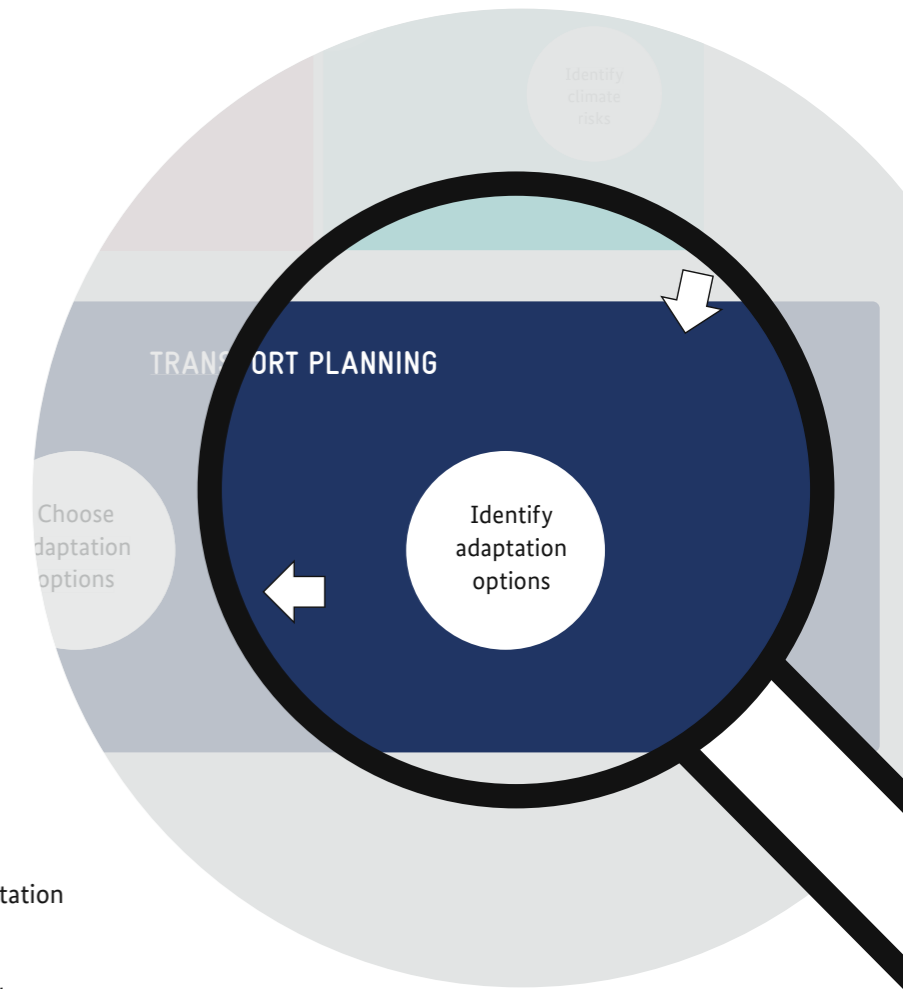 Identify
climate
risks
TRANS ORT PLANNING
Choose
daptation
options
Identify
adaptation
options
tation